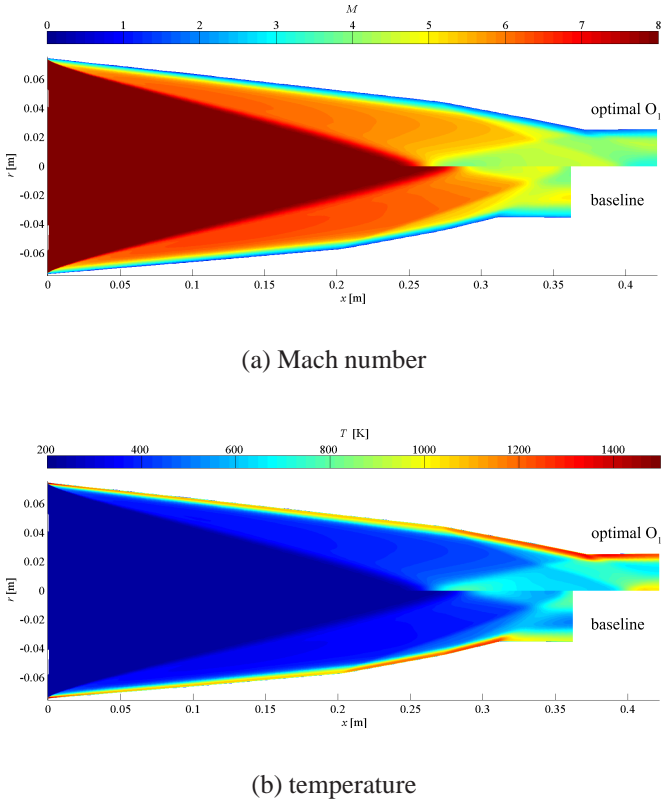 M
0 1 2 3 4 5 6 7 8
0.06
0.04
optimal O1
0.02
0
r [m]
-0.02
baseline
-0.04
-0.06
0 0.05 0.1 0.15 0.2 0.25 0.3 0.35 0.4
x [m]
(a) Mach number
T [K]
200 400 600 800 1000 1200 1400
0.06
0.04
optimal O1
0.02
0
r [m]
-0.02
baseline
-0.04
-0.06
0 0.05 0.1 0.15 0.2 0.25 0.3 0.35 0.4
x [m]
(b) temperature